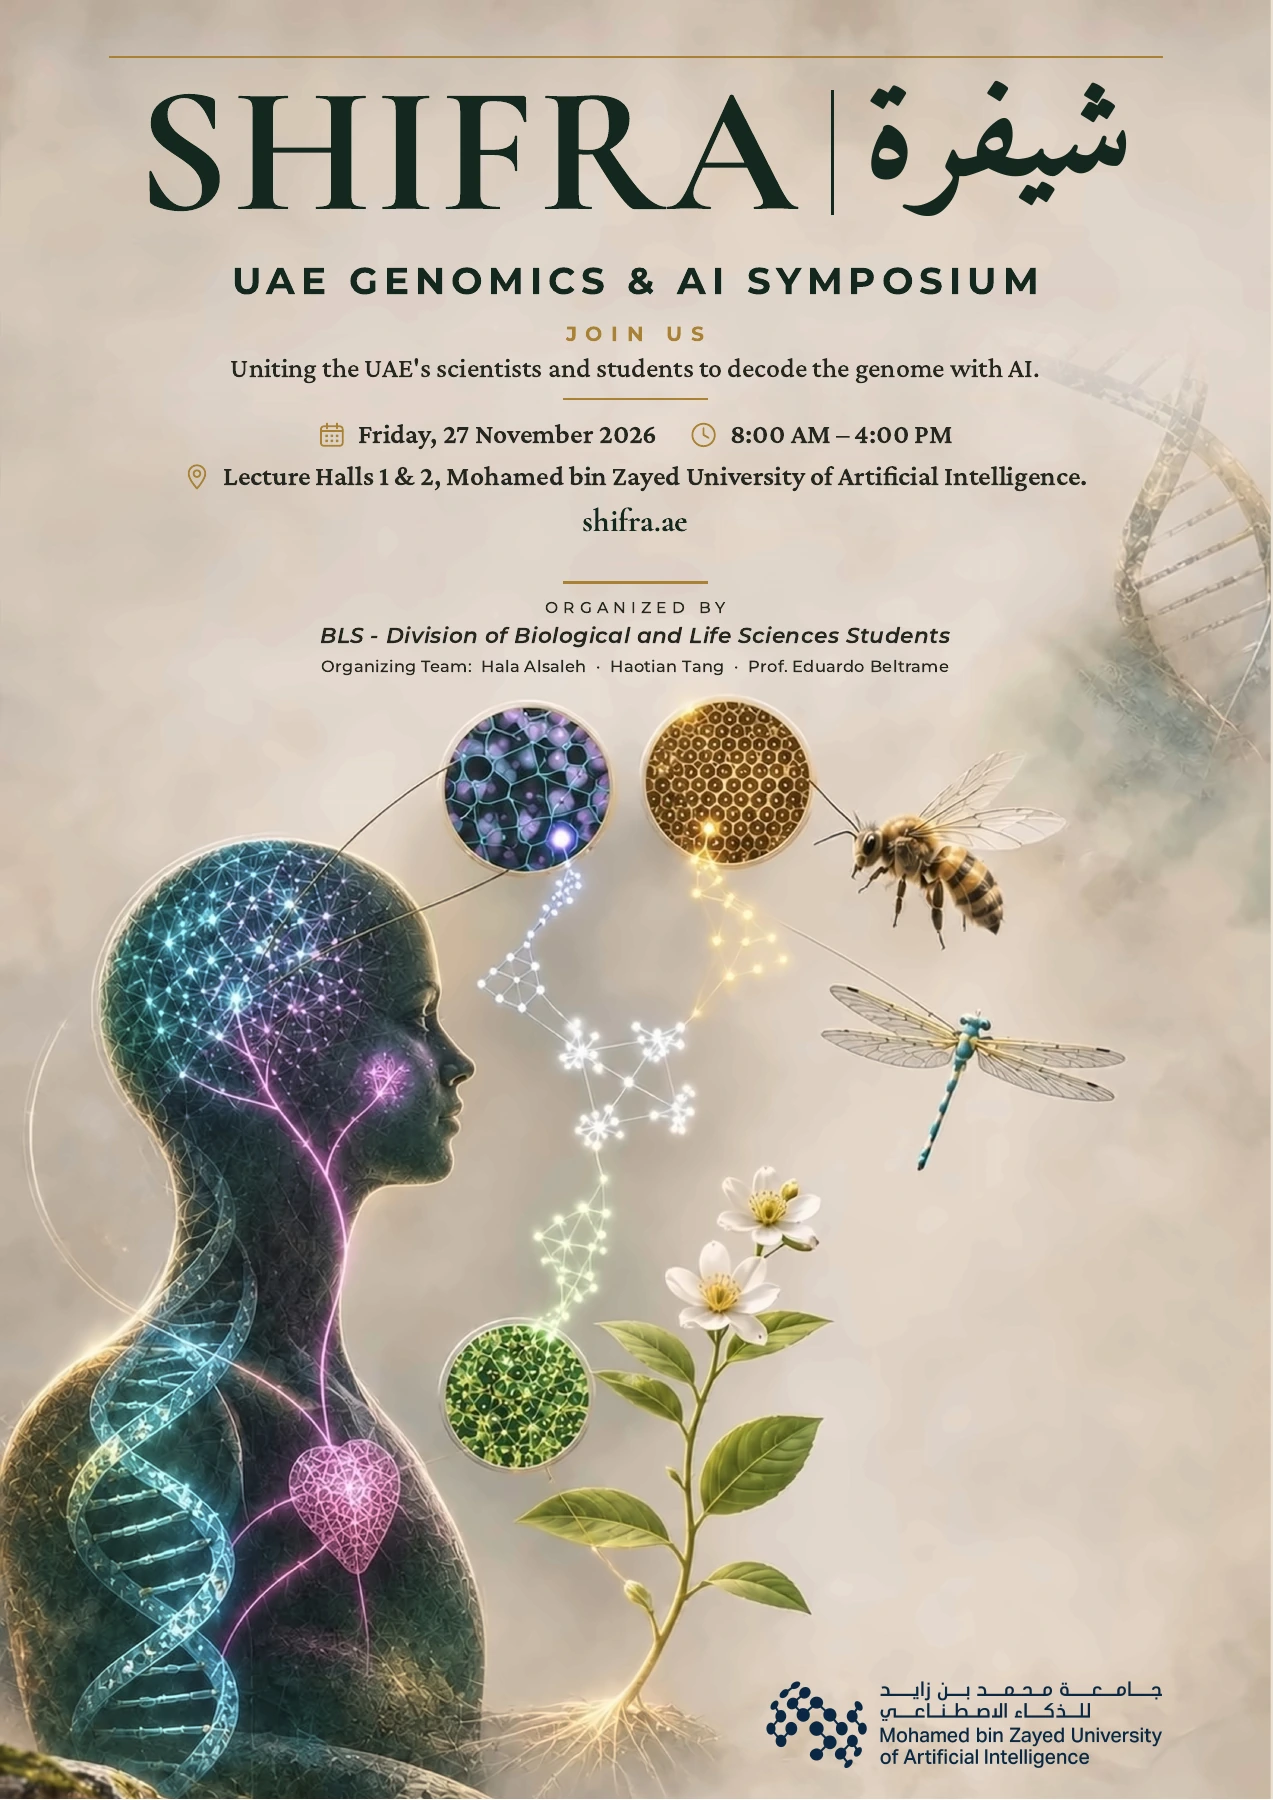 SHIFRA | شيفرة
UAE GENOMICS & AI SYMPOSIUM
JOIN US
Uniting the UAE's scientists and students to decode the genome with AI.
Friday, 27 November 2026 8:00 AM – 4:00 PM
Lecture Halls 1 & 2, Mohamed bin Zayed University of Artificial Intelligence.
shifra.ae
ORGANIZED BY
BLS - Division of Biological and Life Sciences Students
Organizing Team: Hala Alsaleh · Haotian Tang · Prof. Eduardo Beltrame
جامعة محمد بن زايد
للذكاء الاصطناعي
Mohamed bin Zayed University
of Artificial Intelligence